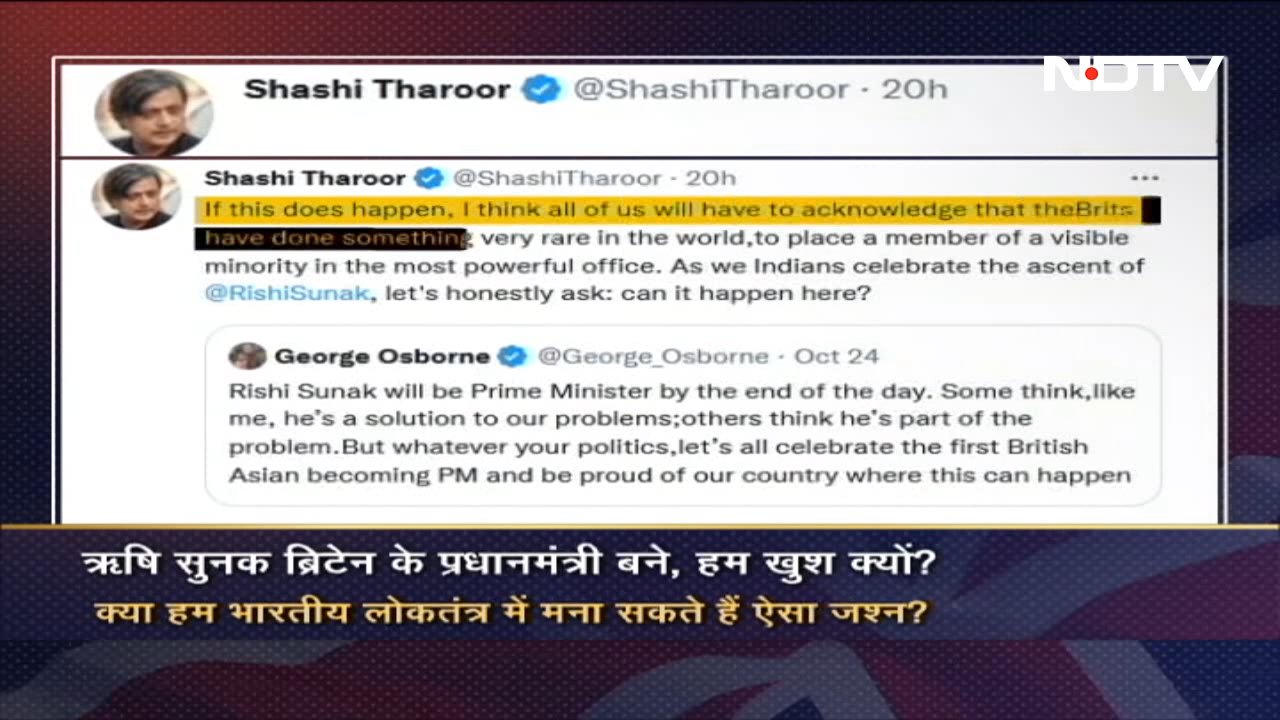 NDTV
Shashi Tharoor @ShashiTharoor · 20h
Shashi Tharoor @ShashiTharoor · 20h
If this does happen, I think all of us will have to acknowledge that theBrits
have done something very rare in the world,to place a member of a visible
minority in the most powerful office. As we Indians celebrate the ascent of
@RishiSunak, let's honestly ask: can it happen here?
George Osborne @George_Osborne · Oct 24
Rishi Sunak will be Prime Minister by the end of the day. Some think,like
me, he's a solution to our problems;others think he's part of the
problem.But whatever your politics,let's all celebrate the first British
Asian becoming PM and be proud of our country where this can happen
ऋषि सुनक ब्रिटेन के प्रधानमंत्री बने, हम खुश क्यों?
क्या हम भारतीय लोकतंत्र में मना सकते हैं ऐसा जश्न?